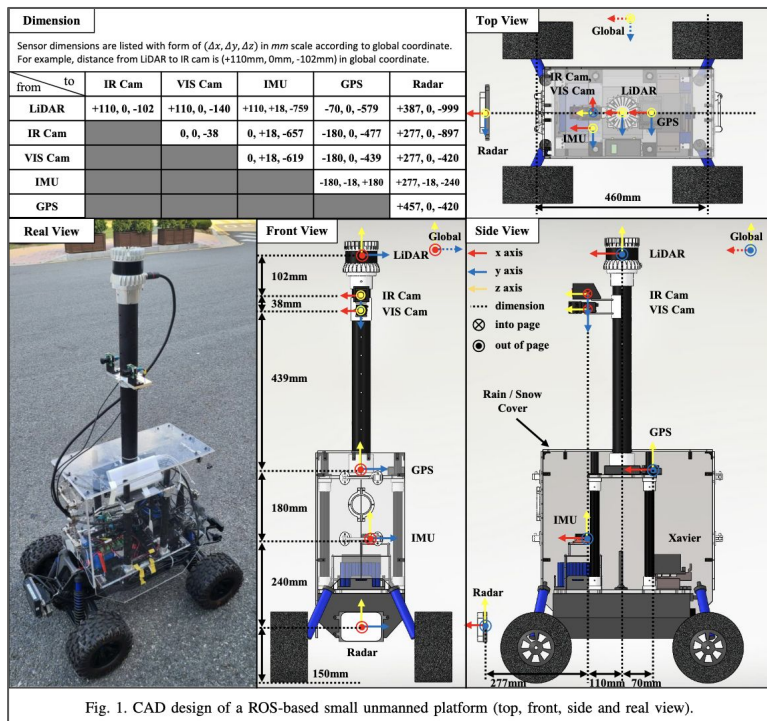 Dimension
Sensor dimensions are listed with form of (Δx, Δy, Δz) in mm scale according to global coordinate.
For example, distance from LiDAR to IR cam is (+110mm, 0mm, -102mm) in global coordinate.
from to IR Cam VIS Cam IMU GPS Radar
LiDAR +110, 0, -102 +110, 0, -140 +110, +18, -759 -70, 0, -579 +387, 0, -999
IR Cam 0, 0, -38 0, +18, -657 -180, 0, -477 +277, 0, -897
VIS Cam 0, +18, -619 -180, 0, -439 +277, 0, -420
IMU -180, -18, +180 +277, -18, -240
GPS +457, 0, -420
Top View
Global
IR Cam,
VIS Cam
LiDAR
GPS
IMU
Radar
460mm
Real View
Front View
Global
LiDAR
102mm
IR Cam
38mm
VIS Cam
439mm
GPS
180mm
IMU
240mm
Radar
150mm
Side View
Global
x axis
y axis
z axis
dimension
into page
out of page
LiDAR
IR Cam
VIS Cam
Rain / Snow
Cover
GPS
IMU
Xavier
Radar
277mm
110mm
70mm
Fig. 1. CAD design of a ROS-based small unmanned platform (top, front, side and real view).